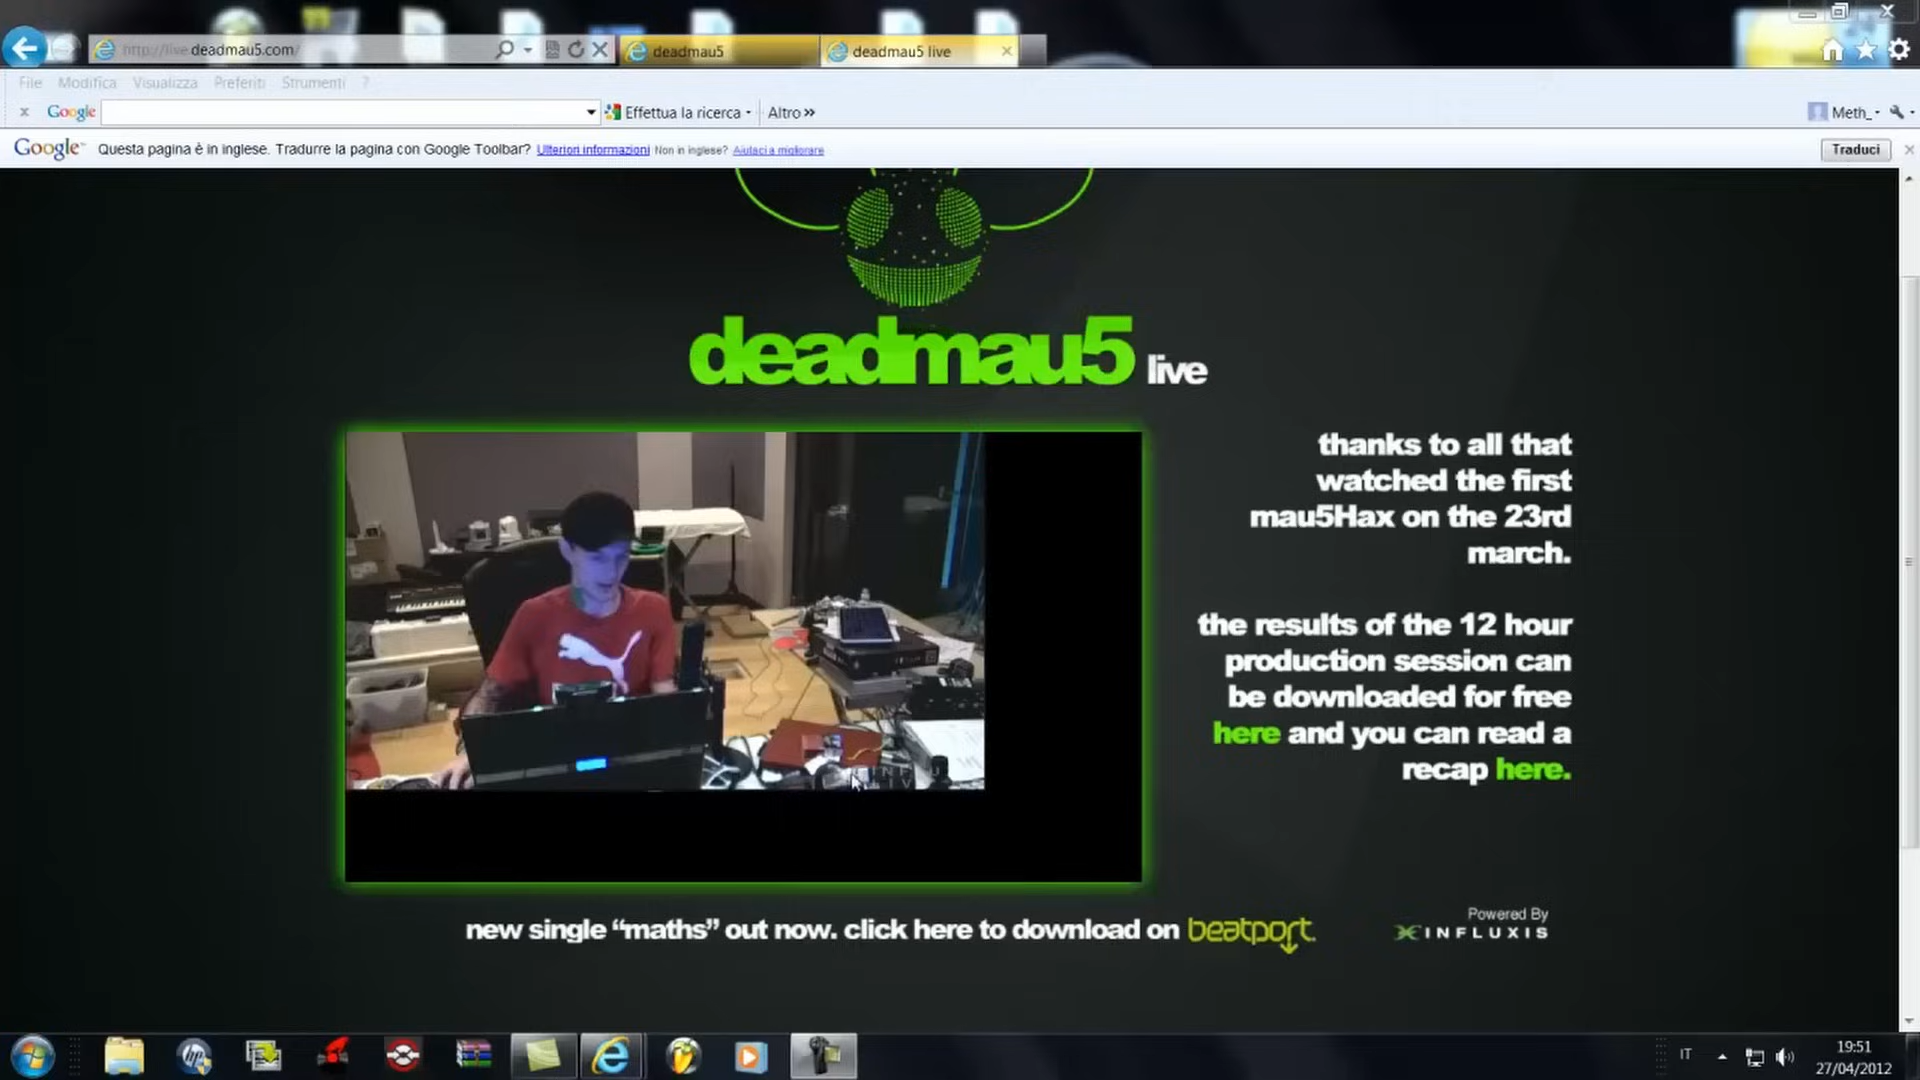 http://live.deadmau5.com/
deadmau5
deadmau5 live
File Modifica Visualizza Preferiti Strumenti ?
x Google
Effettua la ricerca
Altro »
Meth_
Google Questa pagina è in inglese. Tradurre la pagina con Google Toolbar? Ulteriori informazioni Non in inglese? Aiutaci a migliorare
Traduci
deadmau5 live
thanks to all that
watched the first
mau5Hax on the 23rd
march.
the results of the 12 hour
production session can
be downloaded for free
here and you can read a
recap here.
new single “maths” out now. click here to download on beatport
Powered By
INFLUXIS
IT
19:51
27/04/2012